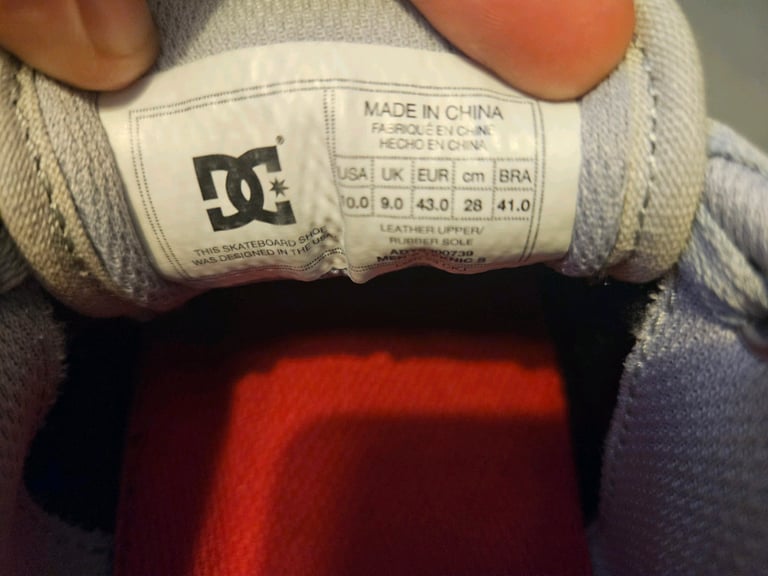 DC®
THIS SKATEBOARD SHOE
WAS DESIGNED IN THE
MADE IN CHINA
FABRIQUÉ EN CHINE
HECHO EN CHINA
USA UK EUR cm BRA
10.0 9.0 43.0 28 41.0
LEATHER UPPER/
RUBBER SOLE